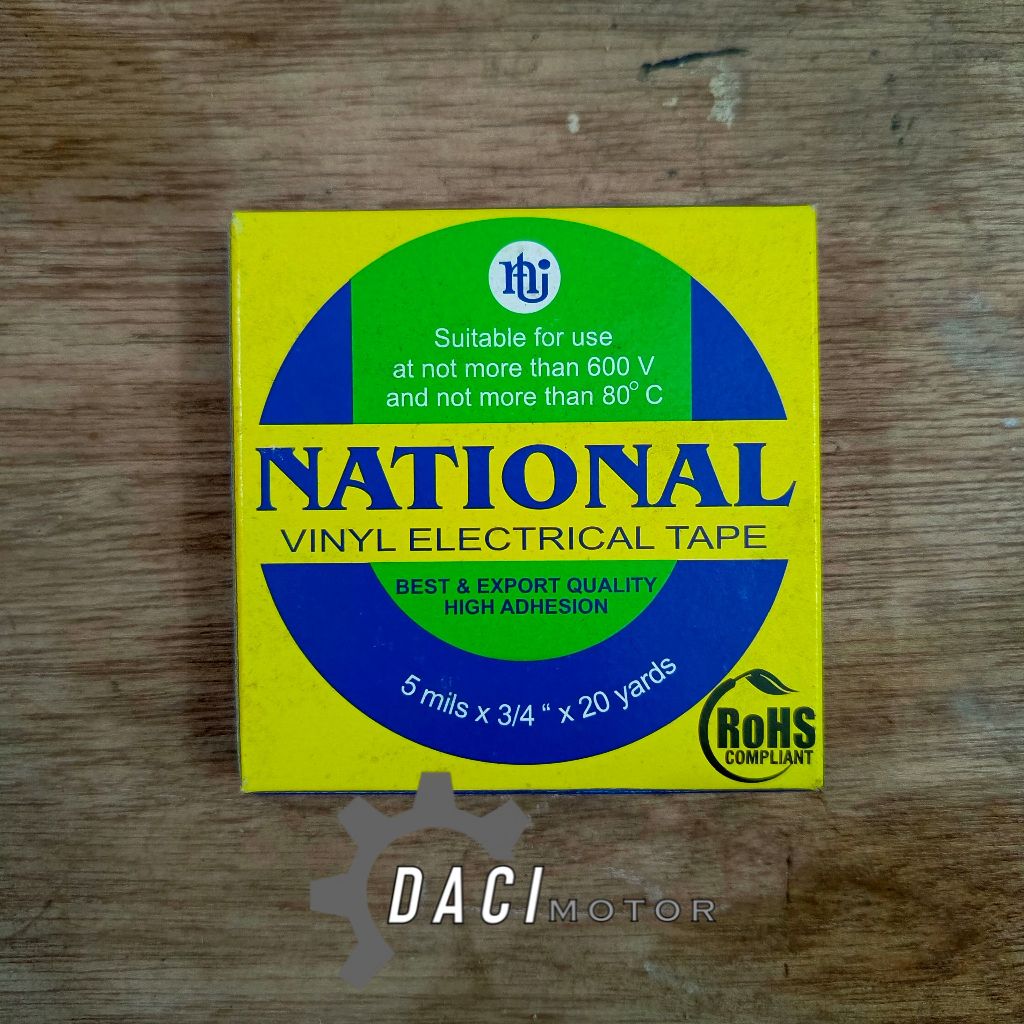 Suitable for use
at not more than 600 V
and not more than 80° C
NATIONAL
VINYL ELECTRICAL TAPE
BEST & EXPORT QUALITY
HIGH ADHESION
5 mils x 3/4 “ x 20 yards
RoHS
COMPLIANT
DACI MOTOR